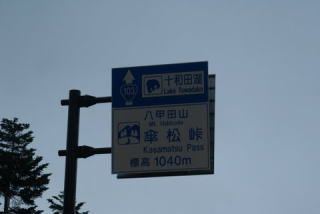 103
十和田湖
Lake Towadako
八甲田山
Mt. Hakkoda
傘松峠
Kasamatsu Pass
標高 1040m